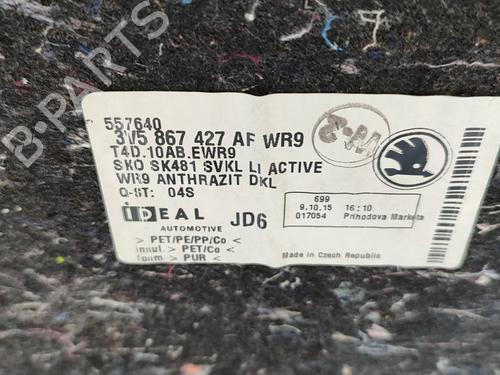 B-PARTS
557640
3V5 867 427 AF WR9
T4D.10AB.EWR9
SKO SK481 SVKL LI ACTIVE
WR9 ANTHRAZIT DKL
Q-ST: 04S
W-2
iDEAL
AUTOMOTIVE
JD6
699
9.10.15 16:10
017054 Prihodova Marketa
> PET/PE/PP/Co <
> PET/Co <
> PUR <
Made in Czech Republic